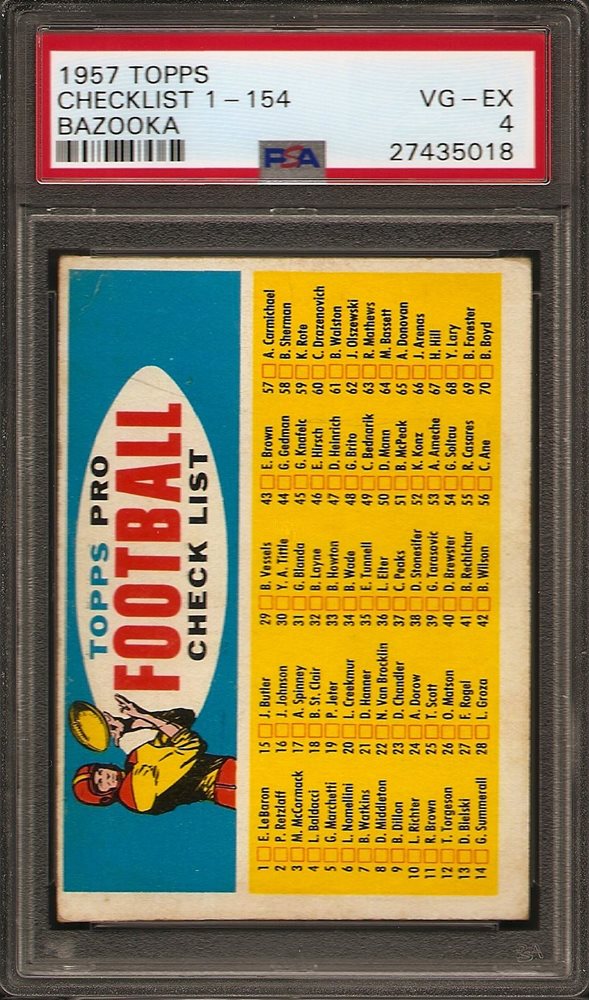 1957 TOPPS
CHECKLIST 1-154 VG-EX
BAZOOKA 4
PSA 27435018
TOPPS PRO
FOOTBALL
CHECK LIST
1 E. LeBaron
2 P. Retzlaff
3 M. McCormack
4 L. Baldacci
5 G. Marchetti
6 L. Nomellini
7 B. Watkins
8 D. Middleton
9 B. Dillon
10 L. Richter
11 R. Brown
12 T. Torgeson
13 D. Bielski
14 G. Summerall
15 J. Butler
16 J. Johnson
17 A. Spinney
18 B. St. Clair
19 P. Jeter
20 L. Creekmur
21 D. Hanner
22 N. Van Brocklin
23 D. Chandler
24 A. Dorow
25 T. Scott
26 O. Matson
27 F. Rogel
28 L. Groza
29 B. Vessels
30 Y. A. Tittle
31 G. Blanda
32 B. Layne
33 B. Howton
34 B. Wade
35 E. Tunnell
36 L. Elter
37 C. Peaks
38 D. Stonesifer
39 G. Tarasovic
40 D. Brewster
41 B. Rechichar
42 B. Wilson
43 E. Brown
44 G. Gedman
45 G. Knafelc
46 E. Hirsch
47 D. Heinrich
48 G. Brito
49 C. Bednarik
50 D. Mann
51 B. McPeak
52 K. Konz
53 A. Ameche
54 G. Soltau
55 R. Casares
56 C. Ane
57 A. Carmichael
58 B. Sherman
59 K. Rote
60 C. Drazenovich
61 B. Walston
62 J. Olszewski
63 R. Mathews
64 M. Bassett
65 A. Donovan
66 J. Arenas
67 H. Hill
68 Y. Lary
69 B. Forester
70 B. Boyd